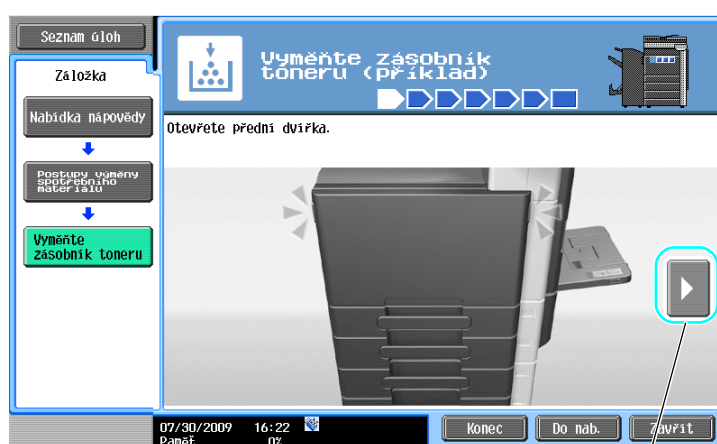 Seznam úloh
Záložka
Nabídka nápovědy
Postupy výměny
spotřebního
materiálu
Vyměňte
zásobník toneru
Vyměňte zásobník
toneru (příklad)
Otevřete přední dvířka.
07/30/2009 16:22
Paměť 0%
Konec
Do nab.
Zavřít